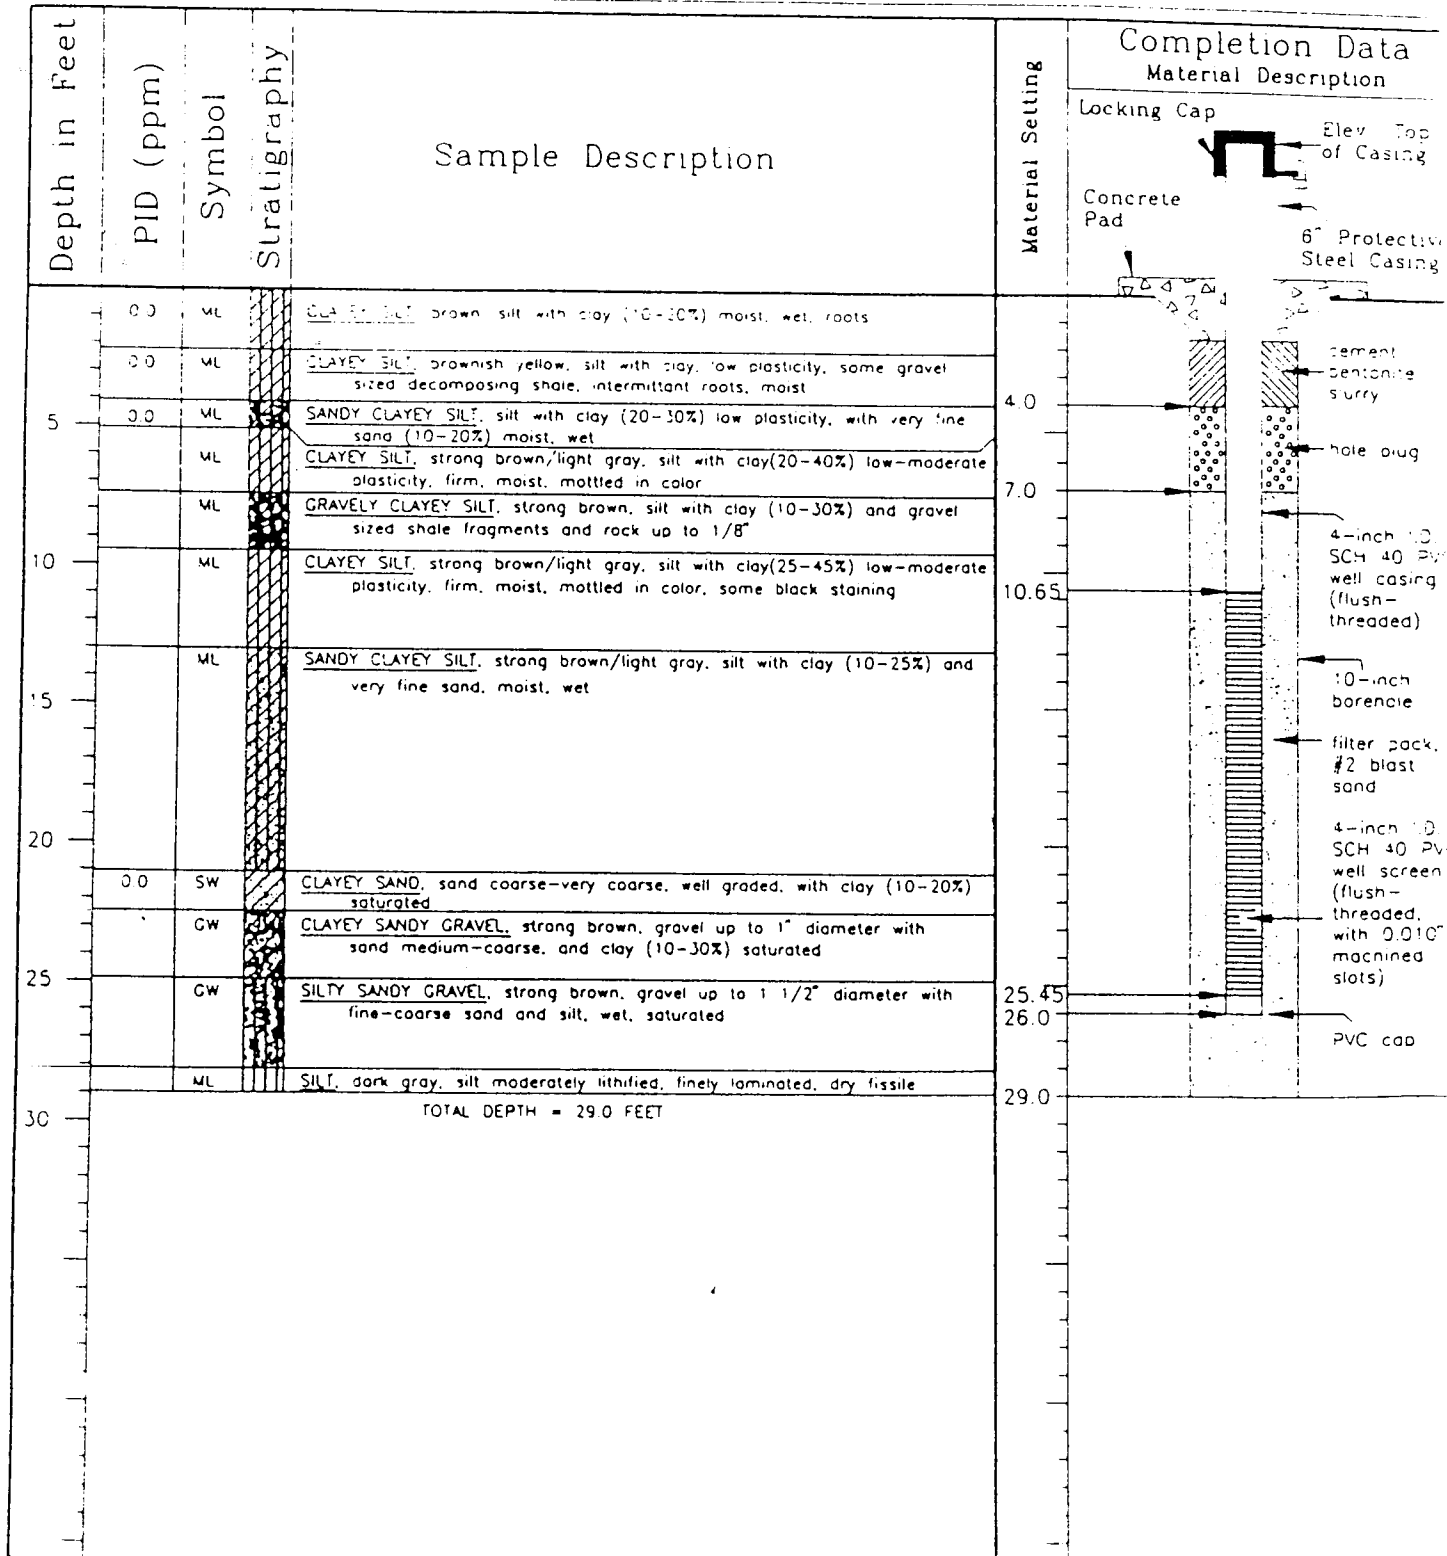 Depth in Feet
PID (ppm)
Symbol
Stratigraphy
Sample Description
Material Setting
Completion Data
Material Description
Locking Cap
Elev Top
of Casing
Concrete
Pad
6" Protective
Steel Casing
0.0 ML CLAYEY SILT, brown, silt with clay moist, wet, roots
0.0 ML CLAYEY SILT, brownish yellow, silt with clay, low plasticity, some gravel
sized decomposing shale, intermittant roots, moist
5
0.0 ML SANDY CLAYEY SILT, silt with clay (20-30%) low plasticity, with very fine
sand (10-20%) moist, wet
ML CLAYEY SILT, strong brown/light gray, silt with clay(20-40%) low-moderate
plasticity, firm, moist, mottled in color
ML GRAVELY CLAYEY SILT, strong brown, silt with clay (10-30%) and gravel
sized shale fragments and rock up to 1/8"
10
ML CLAYEY SILT, strong brown/light gray, silt with clay(25-45%) low-moderate
plasticity, firm, moist, mottled in color, some black staining
ML SANDY CLAYEY SILT, strong brown/light gray, silt with clay (10-25%) and
very fine sand, moist, wet
15
20
0.0 SW CLAYEY SAND, sand coarse-very coarse, well graded, with clay (10-20%)
saturated
GW CLAYEY SANDY GRAVEL, strong brown, gravel up to 1" diameter with
sand medium-coarse, and clay (10-30%) saturated
25
GW SILTY SANDY GRAVEL, strong brown, gravel up to 1 1/2" diameter with
fine-coarse sand and silt, wet, saturated
ML SILT, dark gray, silt moderately lithified, finely laminated, dry fissile
TOTAL DEPTH = 29.0 FEET
30
4.0
7.0
10.65
25.45
26.0
29.0
cement
bentonite
slurry
hole plug
4-inch I.D.
SCH 40 PV
well casing
(flush-
threaded)
10-inch
borehole
filter pack,
#2 blast
sand
4-inch I.D.
SCH 40 PV
well screen
(flush-
threaded,
with 0.010"
machined
slots)
PVC cap